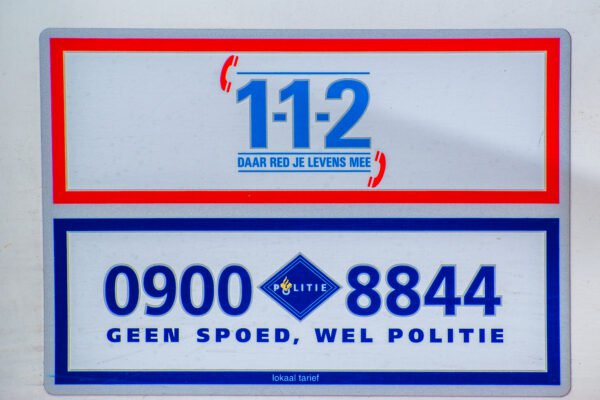 1-1-2
DAAR RED JE LEVENS MEE
0900 POLITIE 8844
GEEN SPOED, WEL POLITIE
lokaal tarief